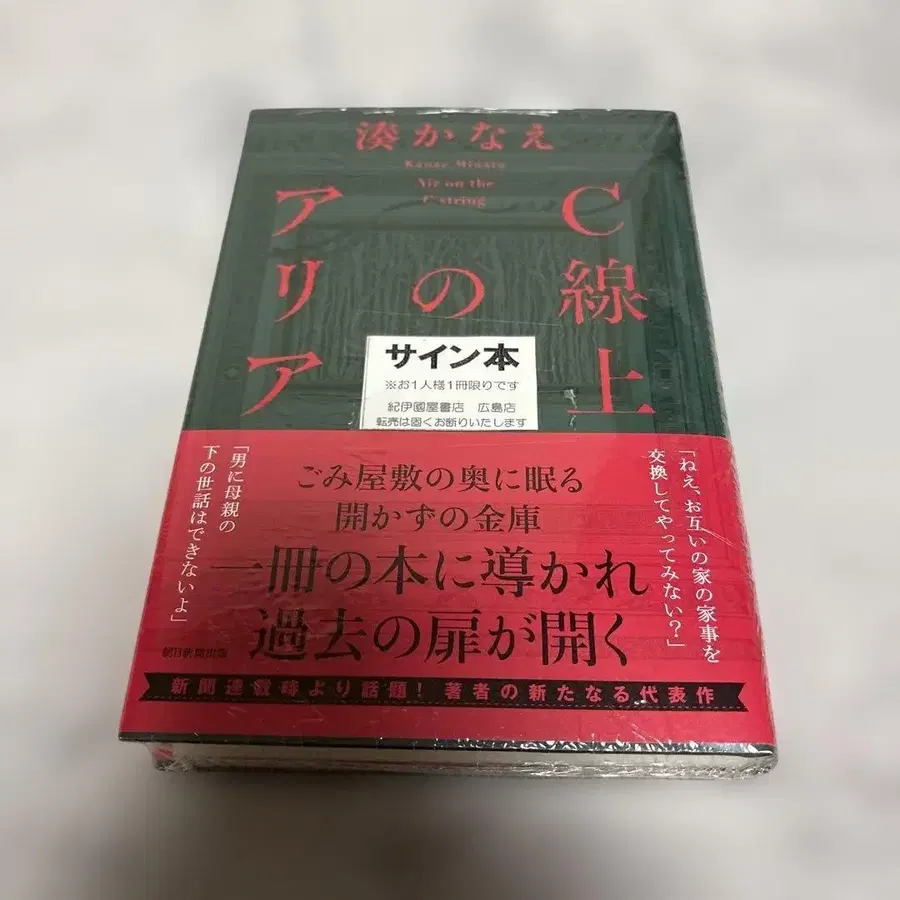 湊かなえ
Kanae Minato
Air on the
C string
C線上
の
アリア
サイン本
※お1人様1冊限りです
紀伊國屋書店 広島店
転売は固くお断りいたします
「ねえ、お互いの家の家事を
交換してやってみない？」
ごみ屋敷の奥に眠る
開かずの金庫
一冊の本に導かれ
過去の扉が開く
「男に母親の
下の世話はできないよ」
朝日新聞出版
新聞連載時より話題！ 著者の新たなる代表作